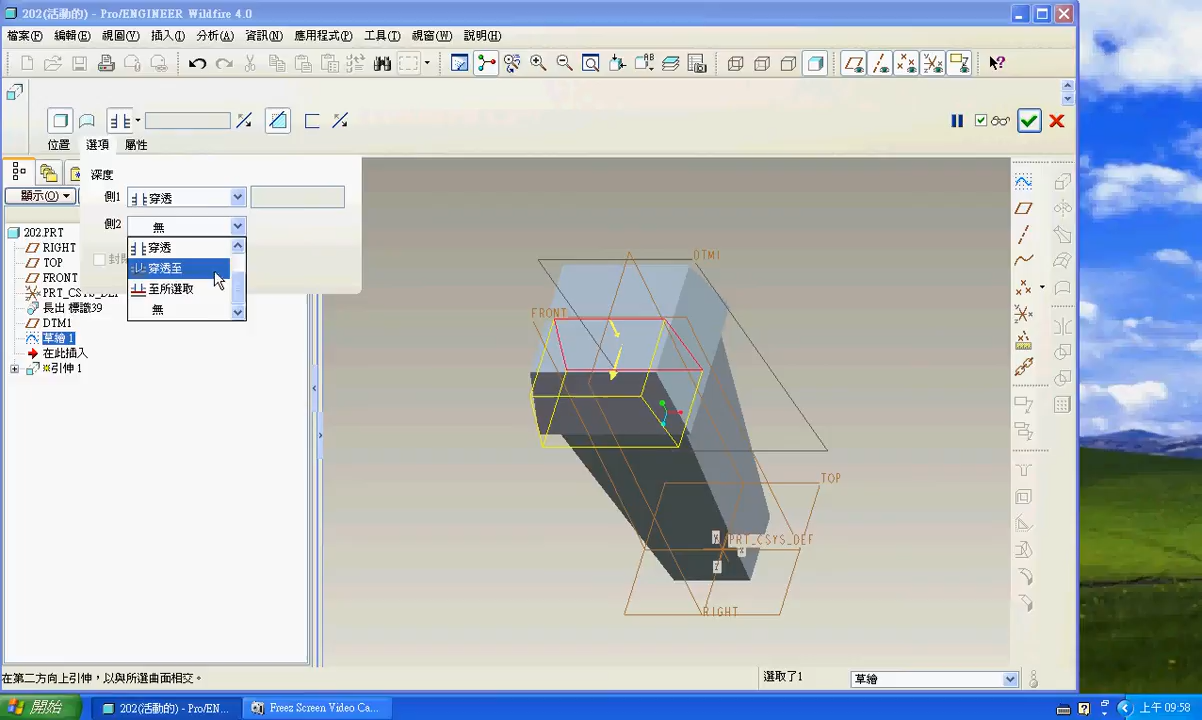 202(活動的) - Pro/ENGINEER Wildfire 4.0
檔案(F) 編輯(E) 視圖(V) 插入(I) 分析(A) 資訊(N) 應用程式(P) 工具(T) 視窗(W) 說明(H)
位置 選項 屬性
深度
側1 穿透
側2 無
穿透
穿透至
至所選取
無
顯示(O)
202.PRT
RIGHT
TOP
FRONT
PRT_CSYS_DEF
長出 標識39
DTM1
草繪 1
在此插入
引伸 1
DTM1
FRONT
TOP
PRT_CSYS_DEF
X
Y
RIGHT
在第二方向上引伸，以與所選曲面相交。
選取了1
草繪
開始
202(活動的) - Pro/EN...
Freez Screen Video Ca...
上午 09:58